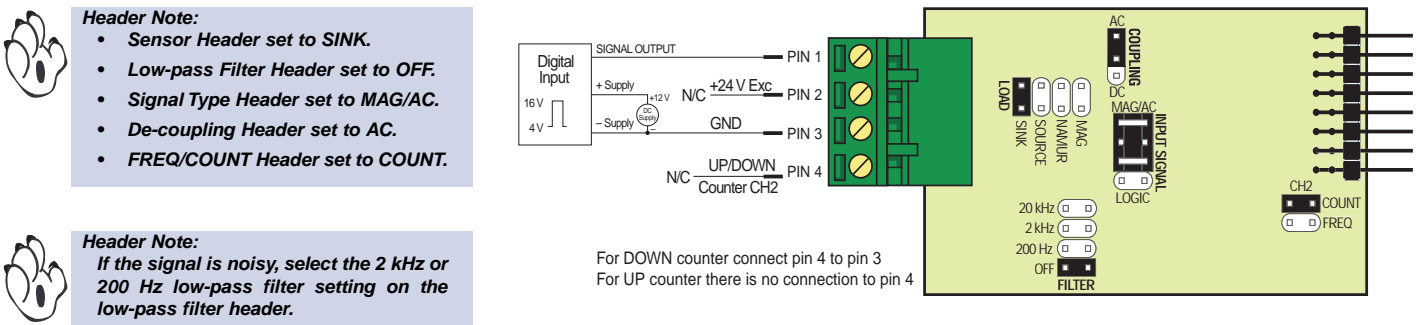 Header Note:
• Sensor Header set to SINK.
• Low-pass Filter Header set to OFF.
• Signal Type Header set to MAG/AC.
• De-coupling Header set to AC.
• FREQ/COUNT Header set to COUNT.
Header Note:
If the signal is noisy, select the 2 kHz or
200 Hz low-pass filter setting on the
low-pass filter header.
Digital
Input
16 V
4 V
SIGNAL OUTPUT
+ Supply
+12 V
DC
Supply
–
– Supply
N/C
+24 V Exc
GND
N/C
UP/DOWN
Counter CH2
PIN 1
PIN 2
PIN 3
PIN 4
For DOWN counter connect pin 4 to pin 3
For UP counter there is no connection to pin 4
AC
COUPLING
DC
LOAD
SINK
SOURCE
NAMUR
MAG
MAG/AC
INPUT SIGNAL
LOGIC
20 kHz
2 kHz
200 Hz
OFF
FILTER
CH2
COUNT
FREQ